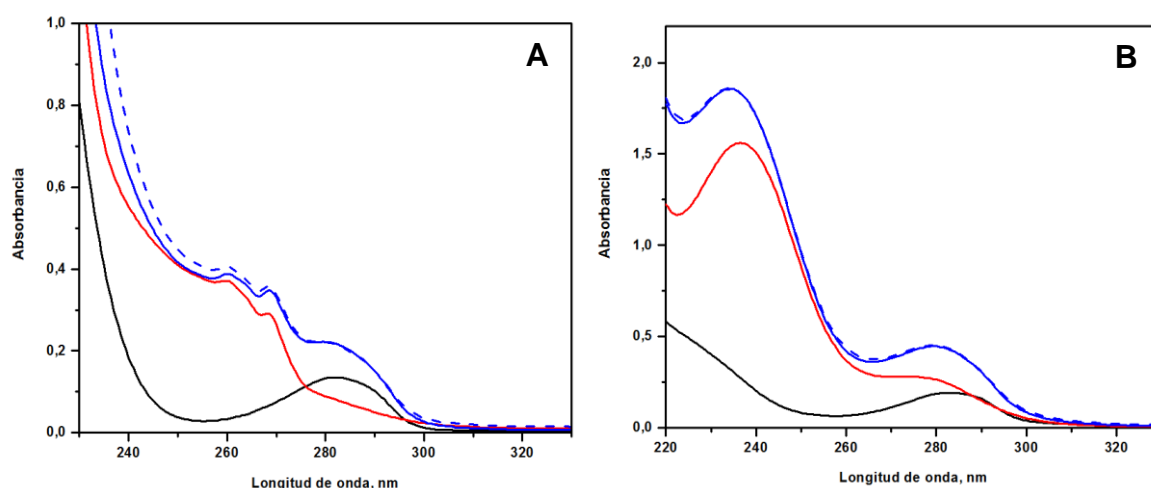 A
1,0
0,8
0,6
0,4
0,2
0,0
Absorbancia
240 260 280 300 320
Longitud de onda, nm
B
2,0
1,5
1,0
0,5
0,0
Absorbancia
220 240 260 280 300 320
Longitud de onda, nm